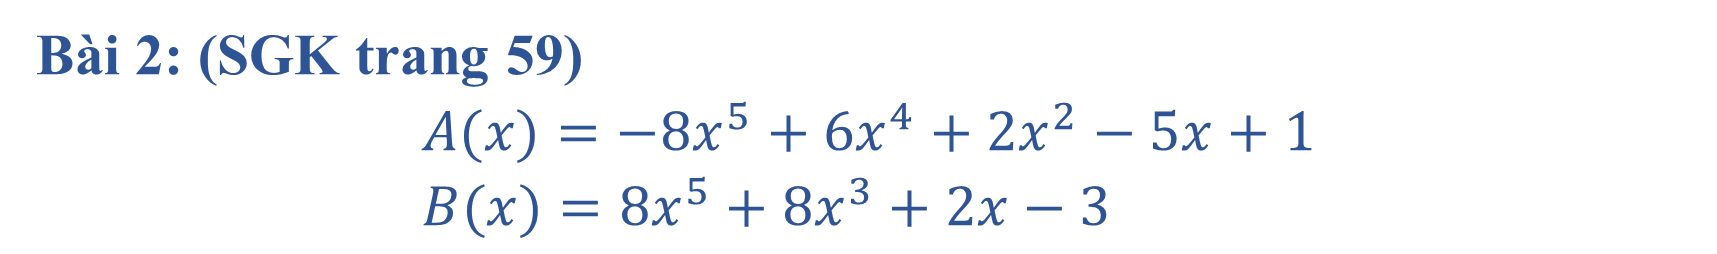 Bài 2: (SGK trang 59)
A(x) = −8x⁵ + 6x⁴ + 2x² − 5x + 1
B(x) = 8x⁵ + 8x³ + 2x − 3